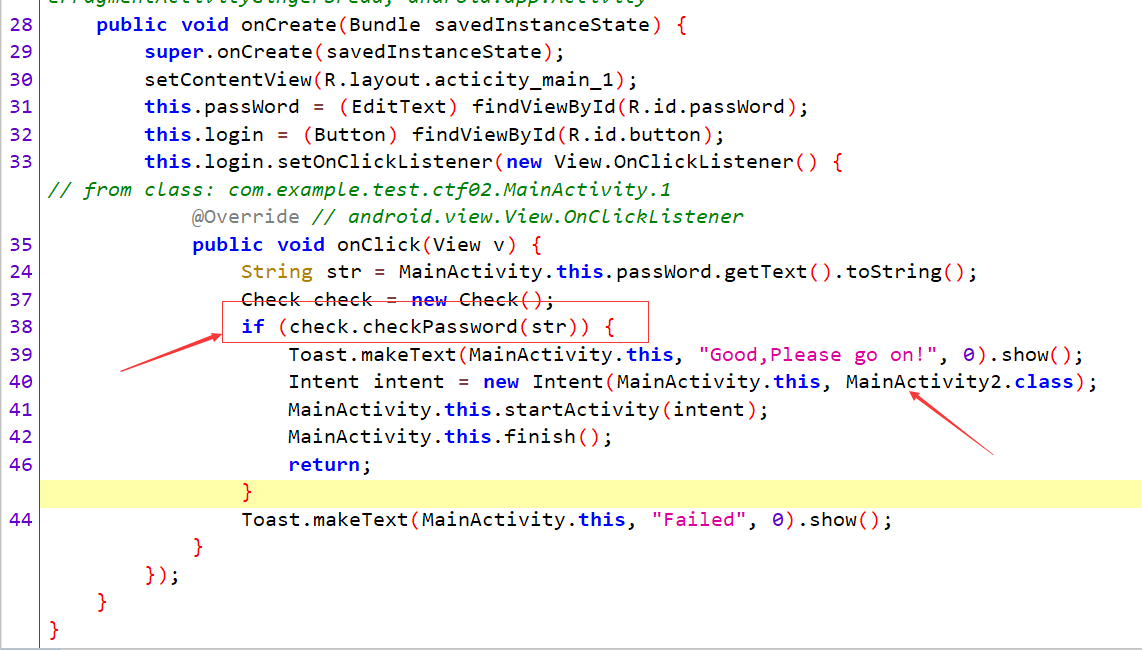 28 public void onCreate(Bundle savedInstanceState) {
29 super.onCreate(savedInstanceState);
30 setContentView(R.layout.acticity_main_1);
31 this.passWord = (EditText) findViewById(R.id.passWord);
32 this.login = (Button) findViewById(R.id.button);
33 this.login.setOnClickListener(new View.OnClickListener() {
// from class: com.example.test.ctf02.MainActivity.1
@Override // android.view.View.OnClickListener
35 public void onClick(View v) {
24 String str = MainActivity.this.passWord.getText().toString();
37 Check check = new Check();
38 if (check.checkPassword(str)) {
39 Toast.makeText(MainActivity.this, "Good,Please go on!", 0).show();
40 Intent intent = new Intent(MainActivity.this, MainActivity2.class);
41 MainActivity.this.startActivity(intent);
42 MainActivity.this.finish();
46 return;
}
44 Toast.makeText(MainActivity.this, "Failed", 0).show();
}
});
}
}